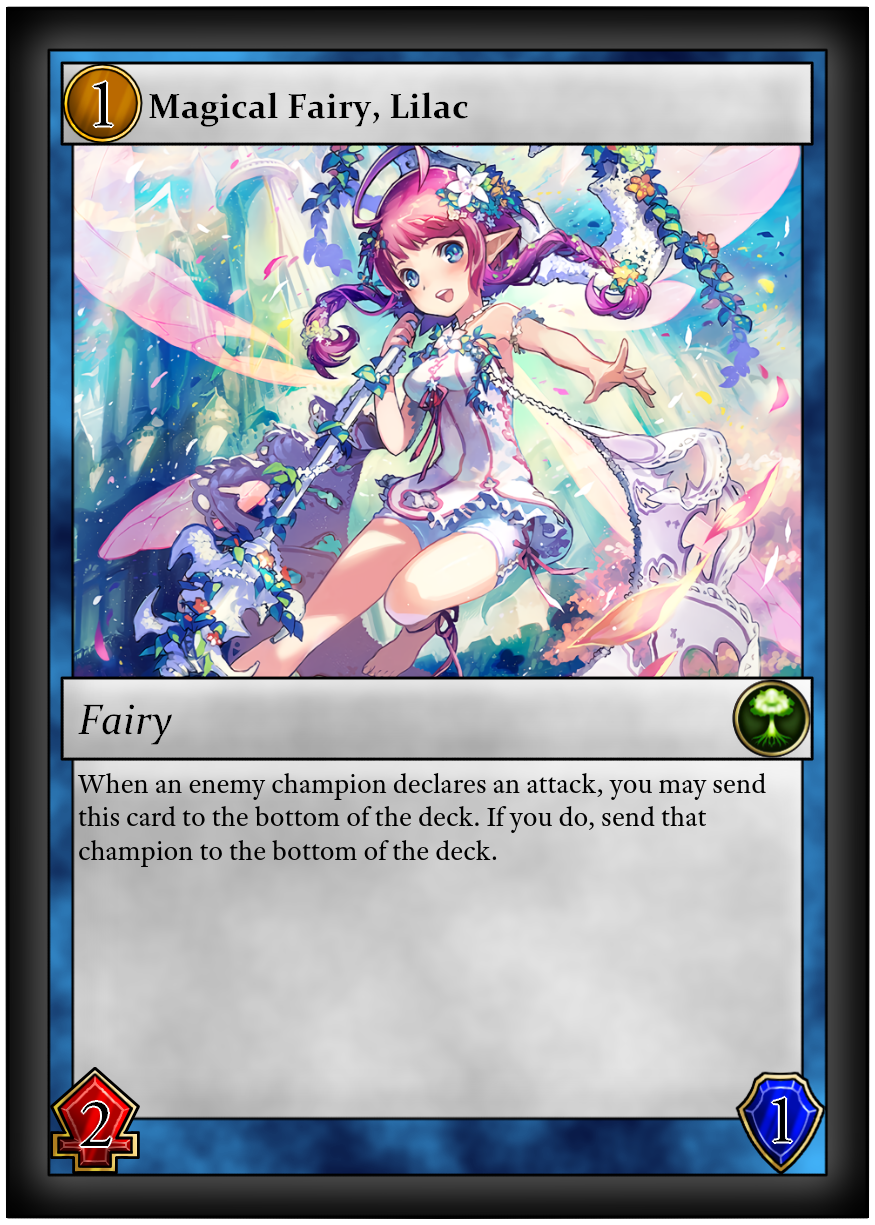 1
Magical Fairy, Lilac
Fairy
When an enemy champion declares an attack, you may send
this card to the bottom of the deck. If you do, send that
champion to the bottom of the deck.
2
1